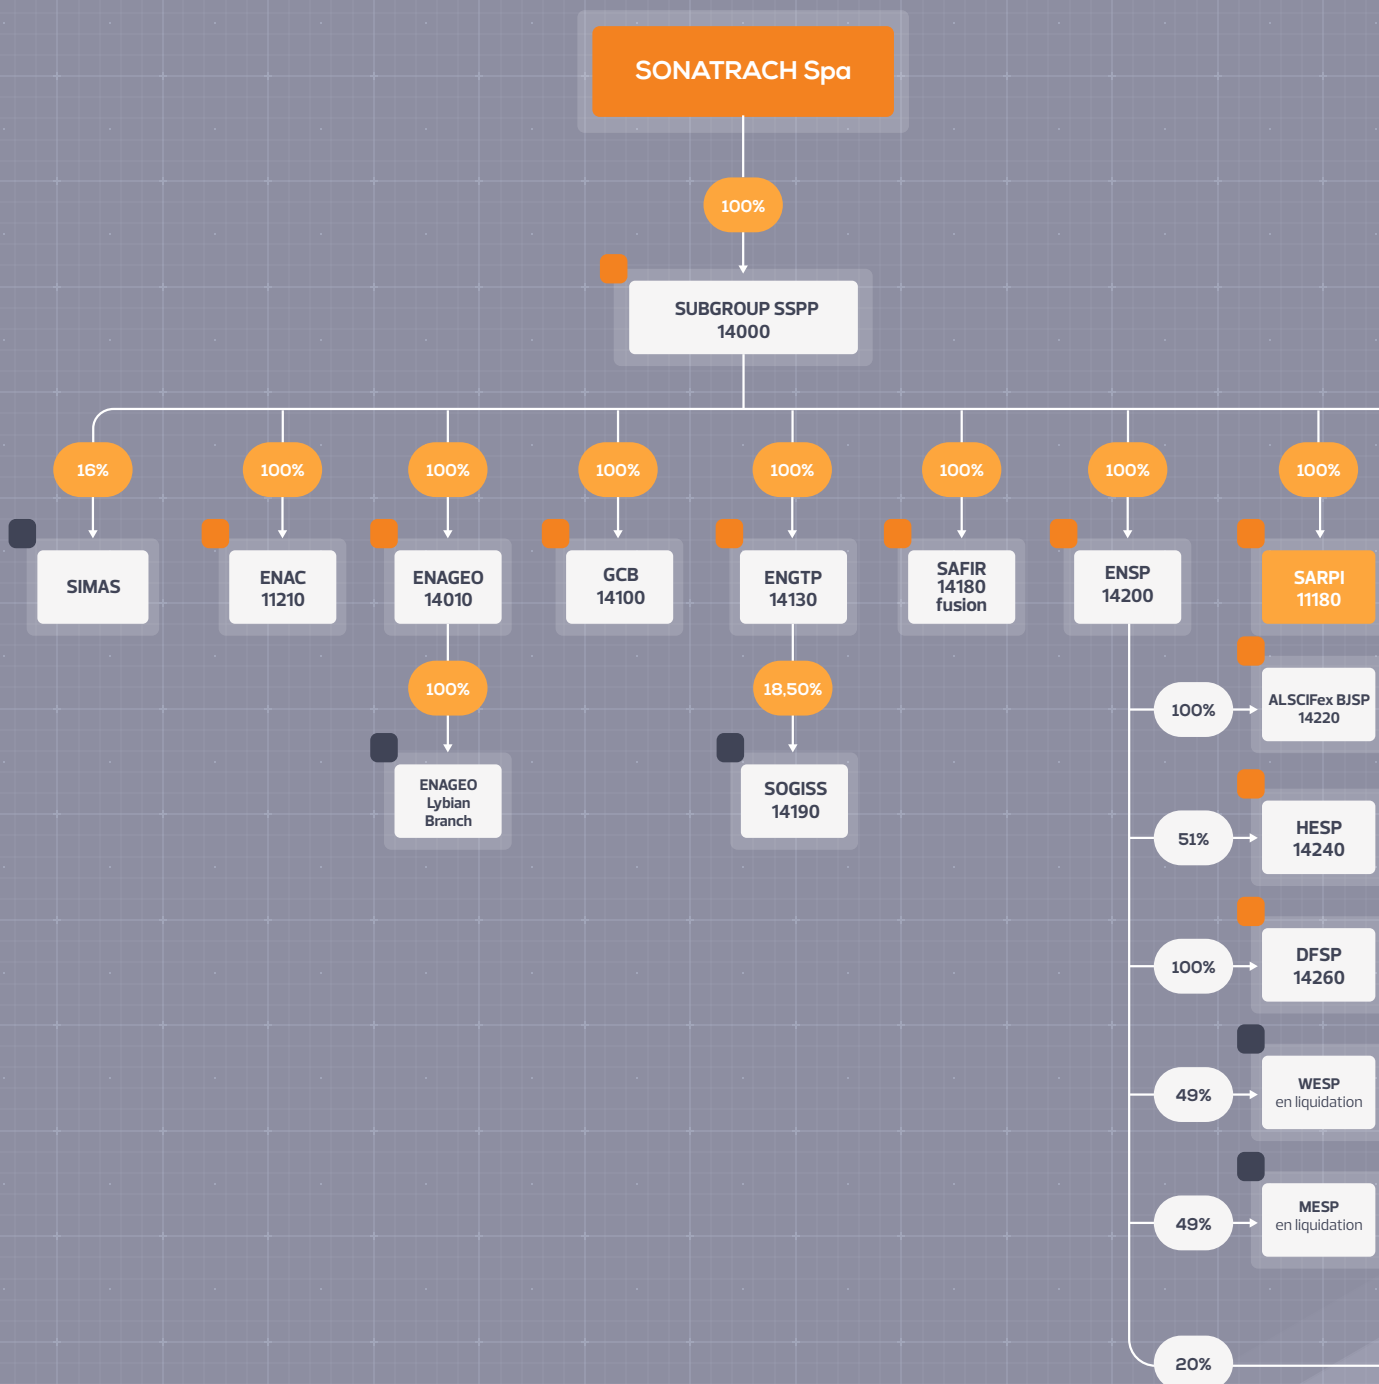 SONATRACH Spa
100%
SUBGROUP SSPP
14000
16%
100%
100%
100%
100%
100%
100%
100%
SIMAS
ENAC
11210
ENAGEO
14010
GCB
14100
ENGTP
14130
SAFIR
14180
fusion
ENSP
14200
SARPI
11180
100%
18,50%
ENAGEO
Lybian
Branch
SOGISS
14190
100%
ALSCIFex BJSP
14220
51%
HESP
14240
100%
DFSP
14260
49%
WESP
en liquidation
49%
MESP
en liquidation
20%